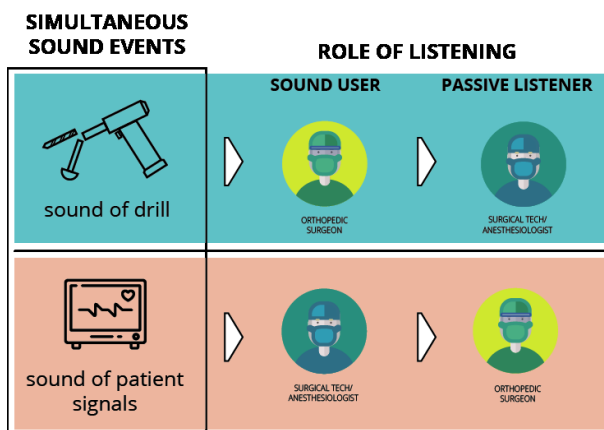 SIMULTANEOUS
SOUND EVENTS
ROLE OF LISTENING
SOUND USER
PASSIVE LISTENER
sound of drill
ORTHOPEDIC
SURGEON
SURGICAL TECH/
ANESTHESIOLOGIST
sound of patient
signals
SURGICAL TECH/
ANESTHESIOLOGIST
ORTHOPEDIC
SURGEON